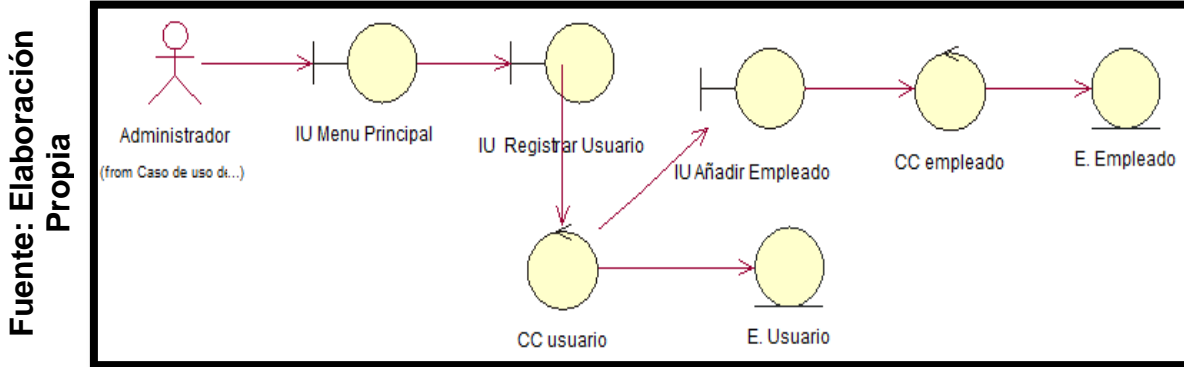 Fuente: Elaboración
Propia
Administrador
(from Caso de uso de...)
IU Menu Principal
IU Registrar Usuario
IU Añadir Empleado
CC empleado
E. Empleado
CC usuario
E. Usuario